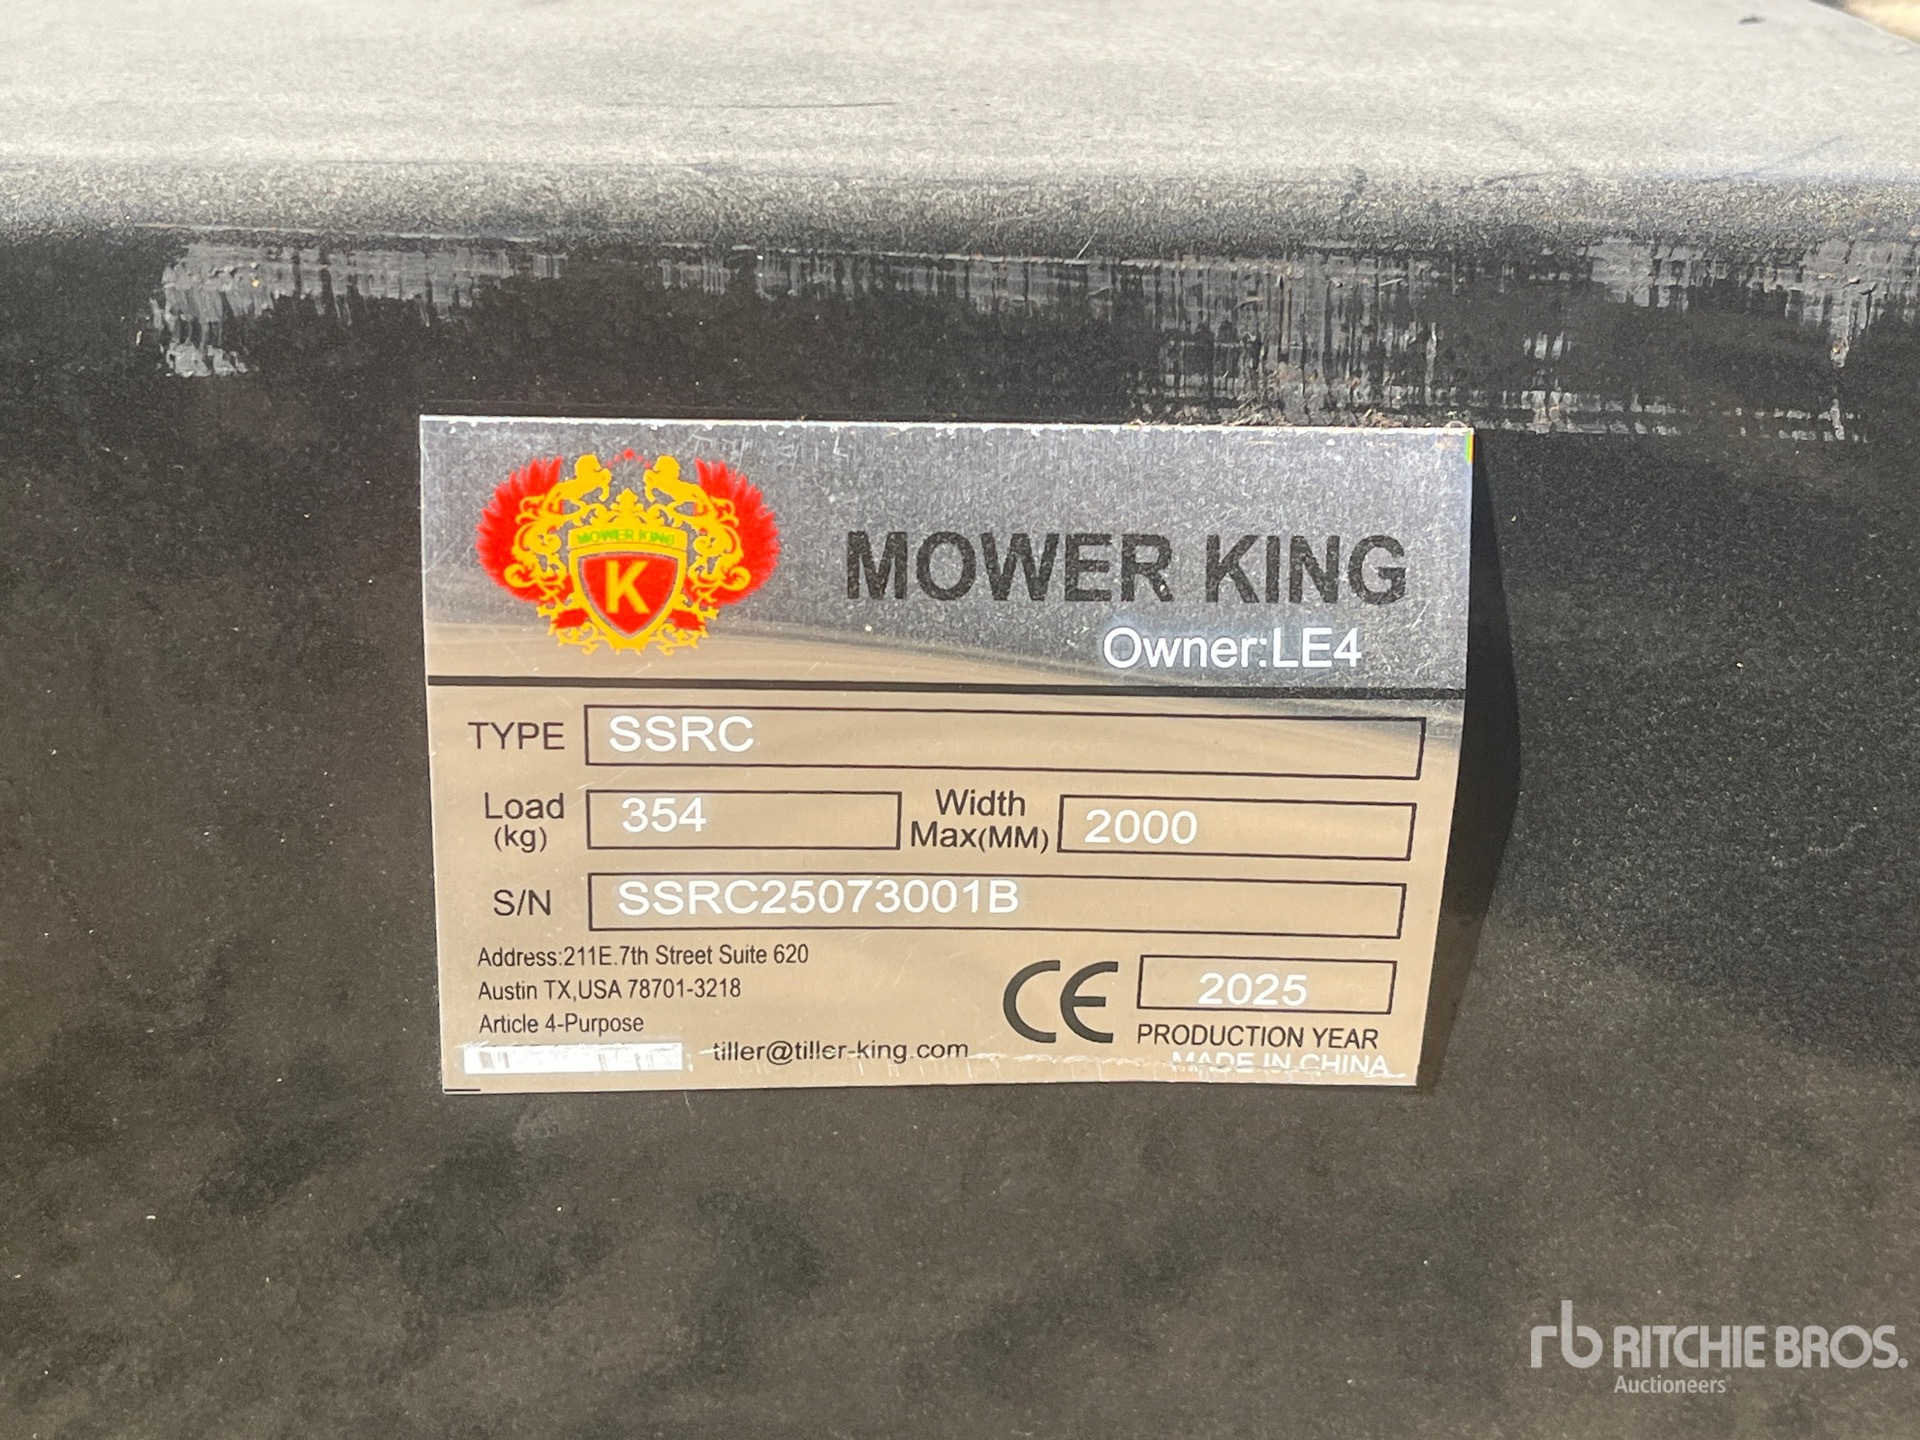 MOWER KING
K
MOWER KING
Owner:LE4
TYPE SSRC
Load (kg) 354 Width Max(MM) 2000
S/N SSRC25073001B
Address:211E.7th Street Suite 620
Austin TX,USA 78701-3218
Article 4-Purpose
tiller@tiller-king.com
CE 2025
PRODUCTION YEAR
MADE IN CHINA
rb RITCHIE BROS.
Auctioneers